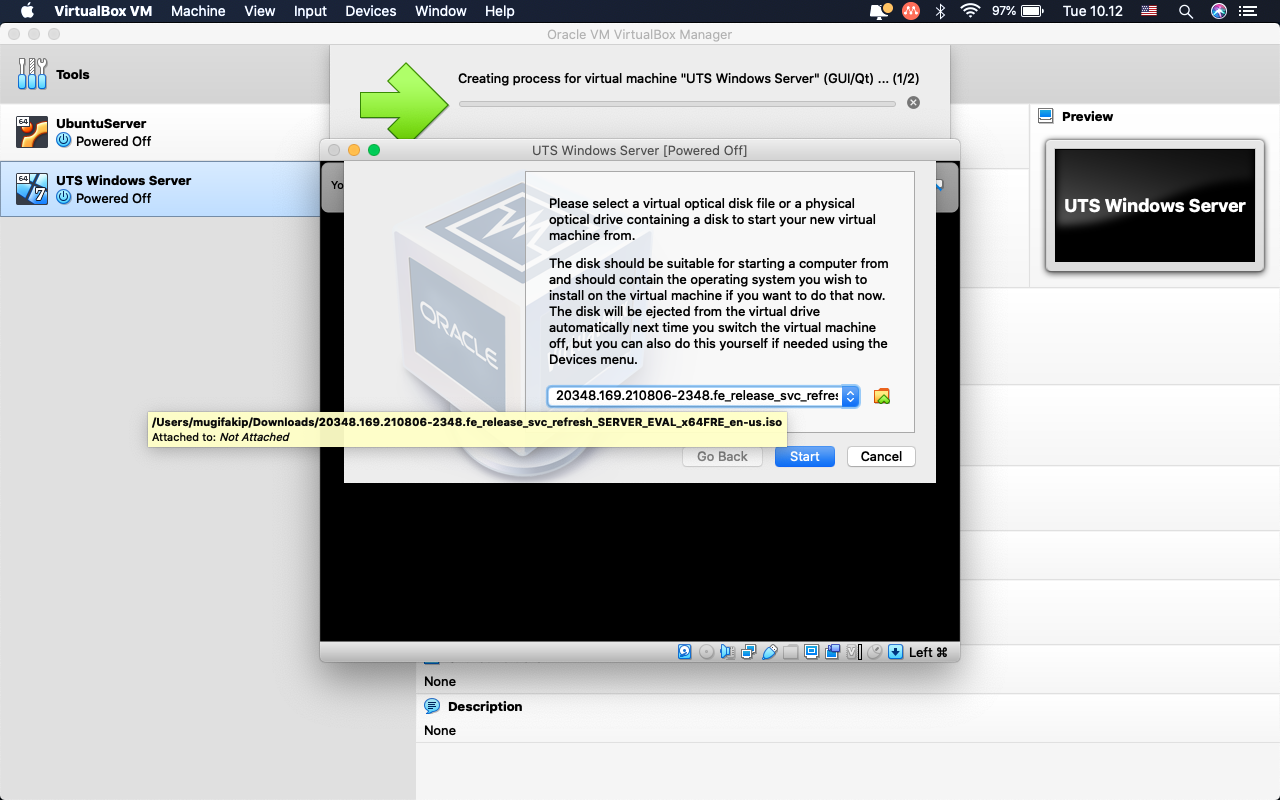 VirtualBox VM Machine View Input Devices Window Help 97% Tue 10.12
Oracle VM VirtualBox Manager
Tools
Creating process for virtual machine "UTS Windows Server" (GUI/Qt) ... (1/2)
64
UbuntuServer
Powered Off
64
7
UTS Windows Server
Powered Off
Preview
UTS Windows Server
UTS Windows Server [Powered Off]
Yo
ORACLE
Please select a virtual optical disk file or a physical
optical drive containing a disk to start your new virtual
machine from.
The disk should be suitable for starting a computer from
and should contain the operating system you wish to
install on the virtual machine if you want to do that now.
The disk will be ejected from the virtual drive
automatically next time you switch the virtual machine
off, but you can also do this yourself if needed using the
Devices menu.
20348.169.210806-2348.fe_release_svc_refres
/Users/mugifakip/Downloads/20348.169.210806-2348.fe_release_svc_refresh_SERVER_EVAL_x64FRE_en-us.iso
Attached to: Not Attached
Go Back
Start
Cancel
Left ⌘
None
Description
None